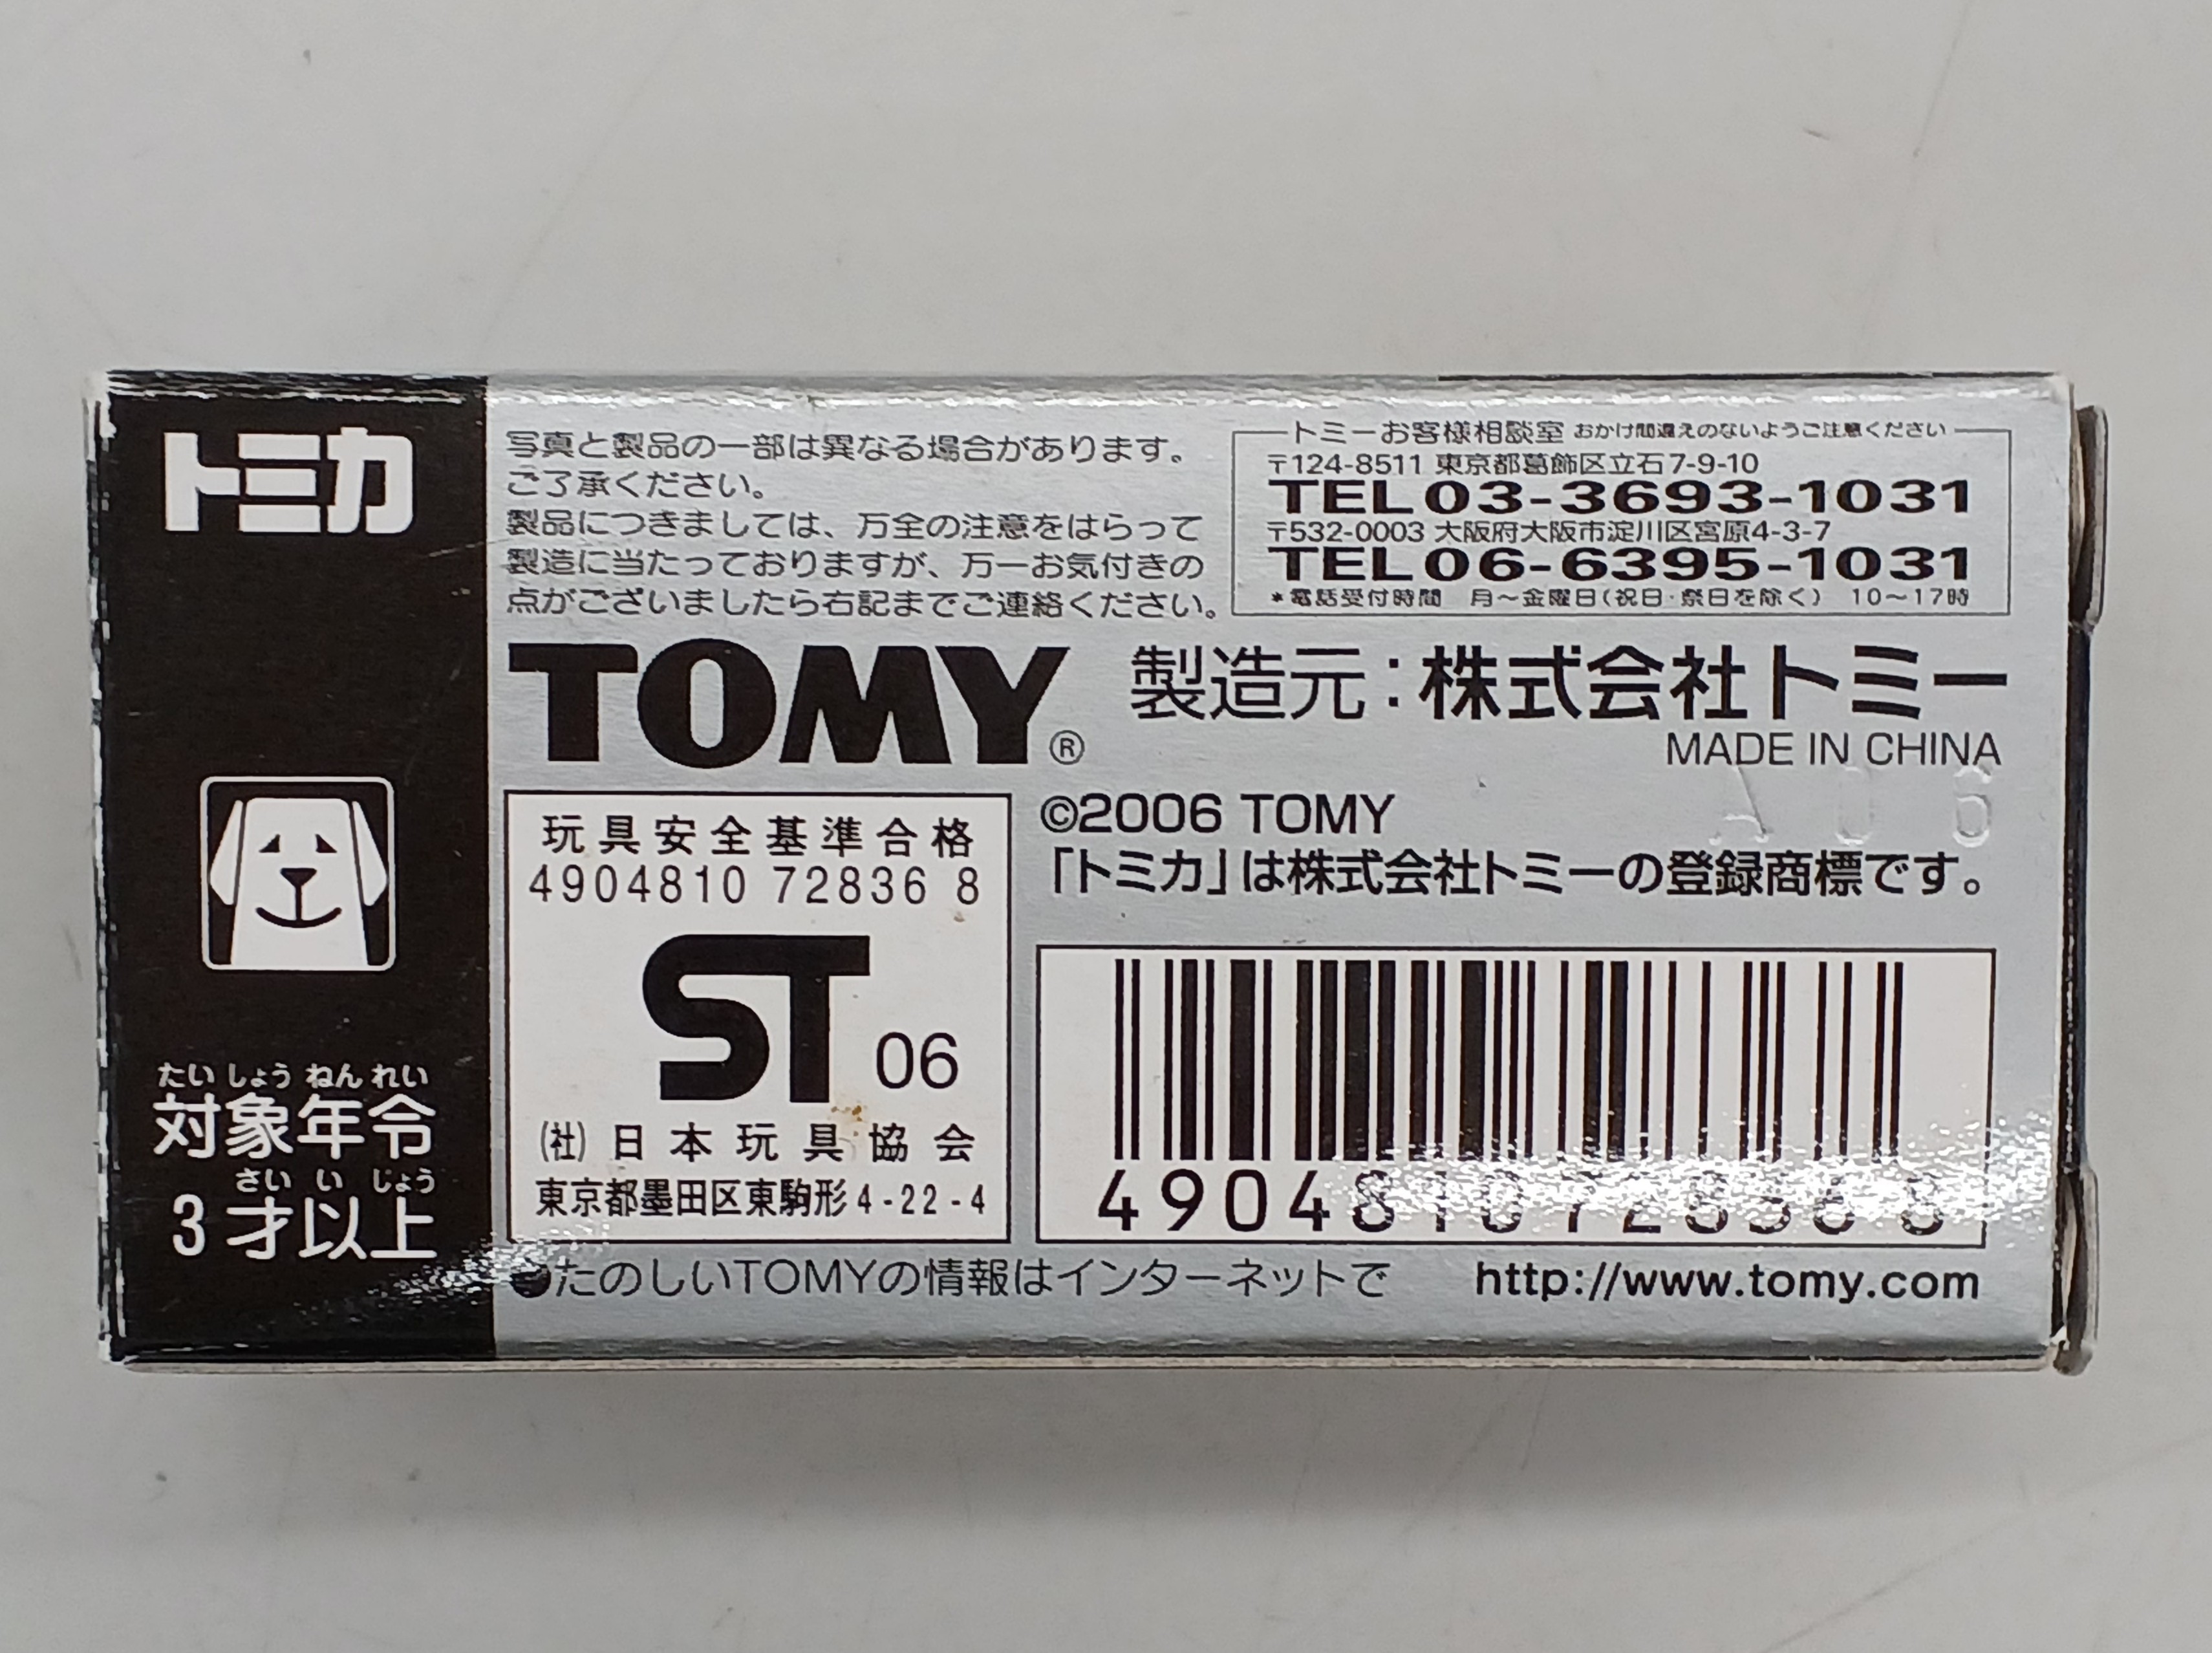 トミカ
たいしょうねんれい
対象年令
さいいじょう
3才以上
写真と製品の一部は異なる場合があります。
ご了承ください。
製品につきましては、万全の注意をはらって
製造に当たっておりますが、万一お気付きの
点がございましたら右記までご連絡ください。
トミーお客様相談室 おかけ間違えのないようご注意ください
〒124-8511 東京都葛飾区立石7-9-10
TEL03-3693-1031
〒532-0003 大阪府大阪市淀川区宮原4-3-7
TEL06-6395-1031
*電話受付時間 月〜金曜日(祝日・祭日を除く) 10〜17時
TOMY®
製造元:株式会社トミー
MADE IN CHINA
A 0 6
©2006 TOMY
「トミカ」は株式会社トミーの登録商標です。
玩具安全基準合格
4904810 72836 8
ST 06
(社)日本玩具協会
東京都墨田区東駒形4-22-4
4904810728368
●たのしいTOMYの情報はインターネットで http://www.tomy.com